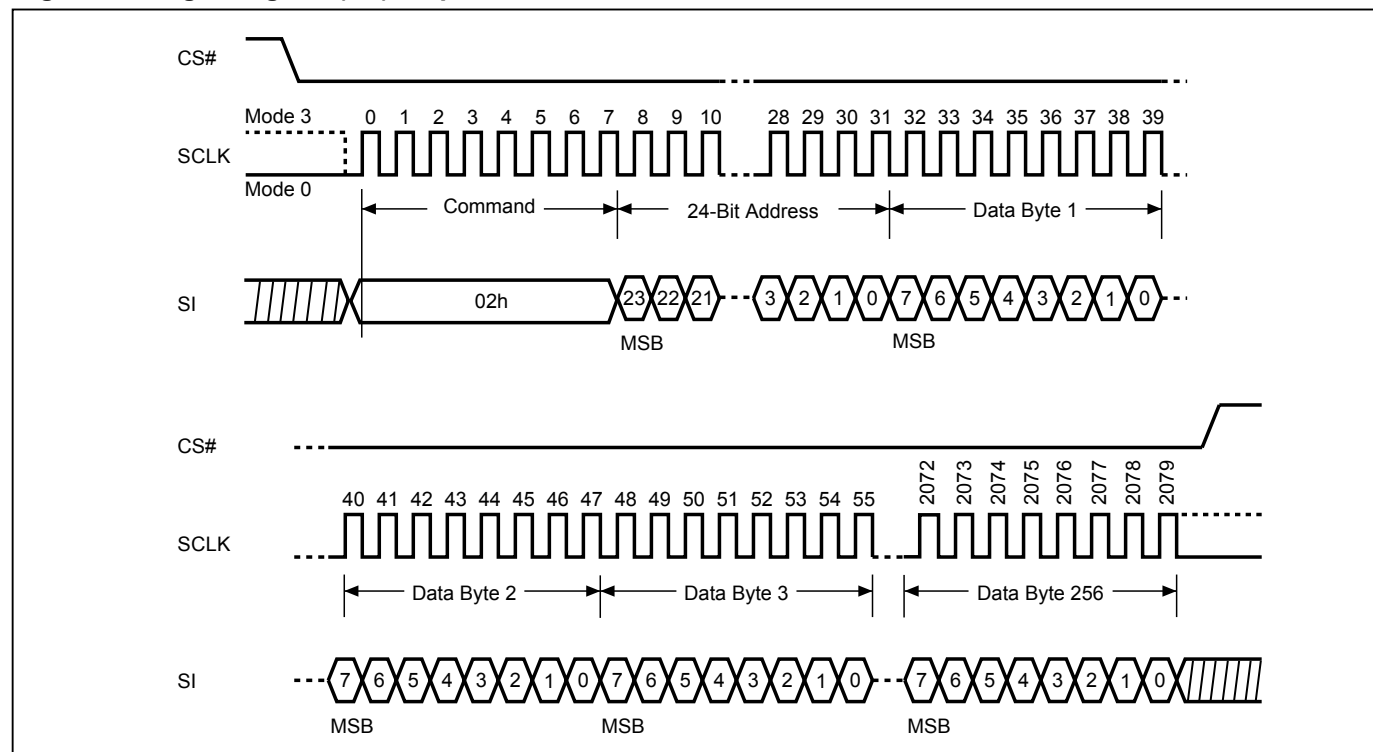 CS#
Mode 3
0 1 2 3 4 5 6 7 8 9 10 28 29 30 31 32 33 34 35 36 37 38 39
SCLK
Mode 0
Command 24-Bit Address Data Byte 1
SI 02h 23 22 21 3 2 1 0 7 6 5 4 3 2 1 0
MSB MSB
CS#
40 41 42 43 44 45 46 47 48 49 50 51 52 53 54 55 2072 2073 2074 2075 2076 2077 2078 2079
SCLK
Data Byte 2 Data Byte 3 Data Byte 256
SI 7 6 5 4 3 2 1 0 7 6 5 4 3 2 1 0 7 6 5 4 3 2 1 0
MSB MSB MSB